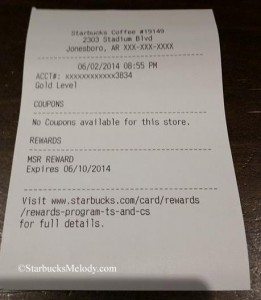 Starbucks Coffee #19149
2303 Stadium Blvd
Jonesboro, AR XXX-XXX-XXXX
06/02/2014 08:55 PM
ACCT#: xxxxxxxxxxxx3834
Gold Level
COUPONS
No Coupons available for this store.
REWARDS
MSR REWARD
Expires 06/10/2014
Visit www.starbucks.com/card/rewards
/rewards-program-ts-and-cs
for full details.
©StarbucksMelody.com